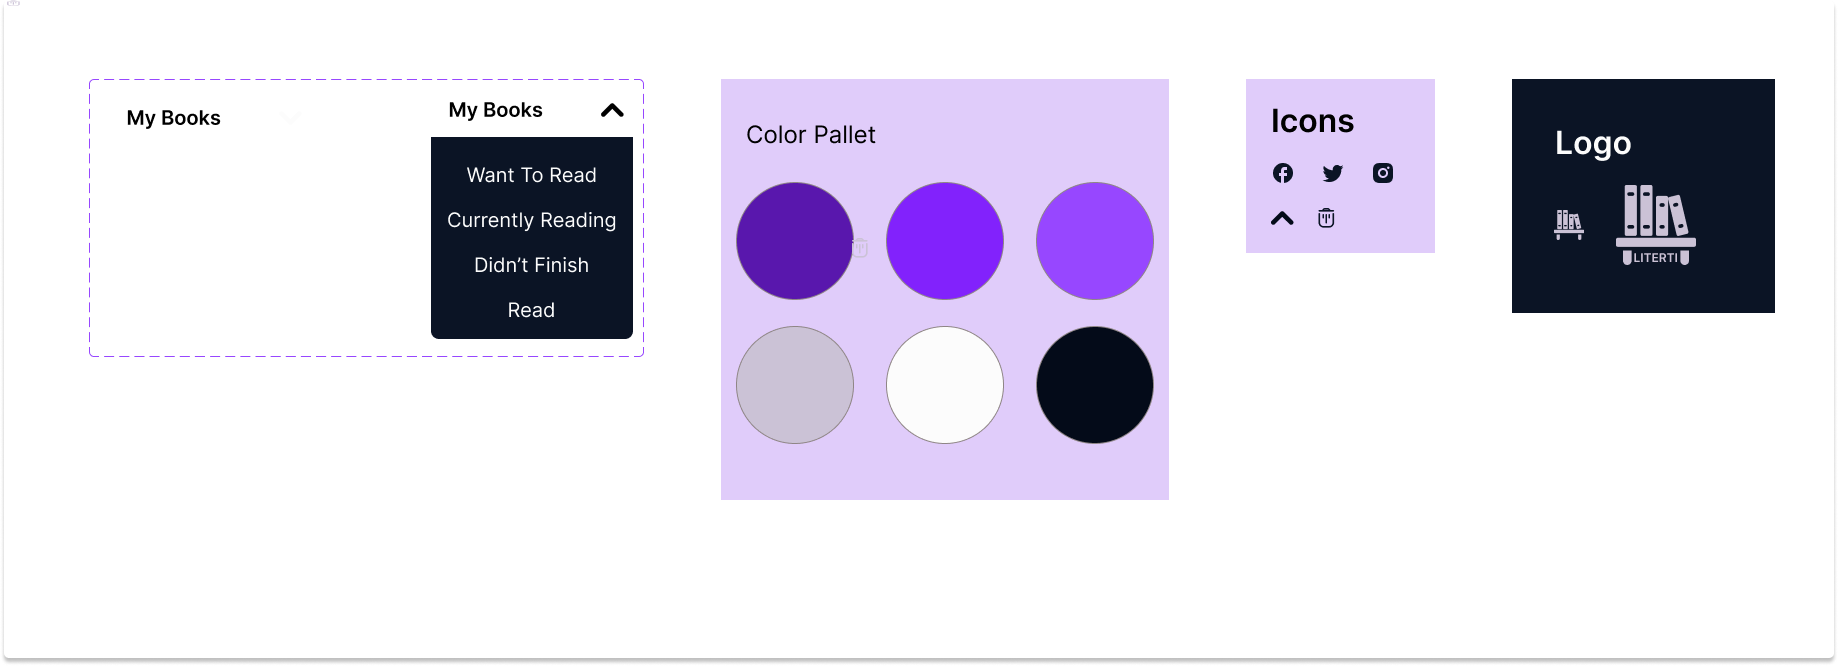 My Books
My Books
Want To Read
Currently Reading
Didn’t Finish
Read
Color Pallet
Icons
Logo
LITERTI